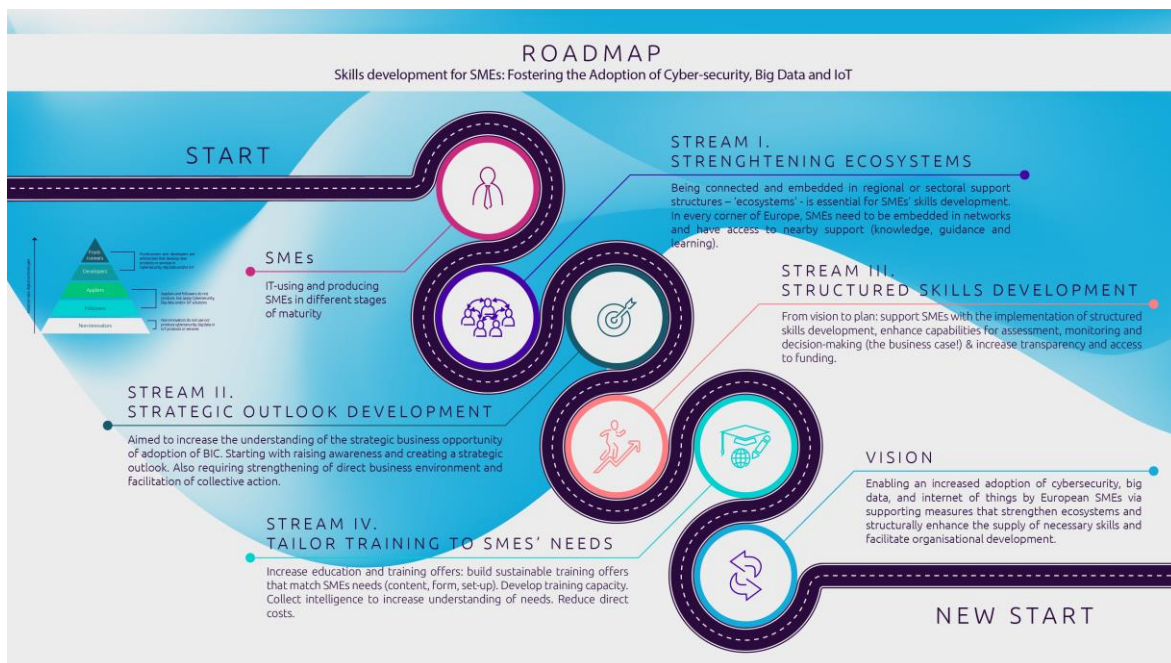 ROADMAP
Skills development for SMEs: Fostering the Adoption of Cyber-security, Big Data and IoT
START
STREAM I.
STRENGHTENING ECOSYSTEMS
Being connected and embedded in regional or sectoral support
structures – 'ecosystems' - is essential for SMEs' skills development.
In every corner of Europe, SMEs need to be embedded in networks
and have access to nearby support (knowledge, guidance and
learning).
Front
runners
Developers
Appliers
Followers
Non-Innovators
SMEs
IT-using and producing
SMEs in different stages
of maturity
STREAM III.
STRUCTURED SKILLS DEVELOPMENT
From vision to plan: support SMEs with the implementation of structured
skills development, enhance capabilities for assessment, monitoring and
decision-making (the business case!) & increase transparency and access
to funding.
STREAM II.
STRATEGIC OUTLOOK DEVELOPMENT
Aimed to increase the understanding of the strategic business opportunity
of adoption of BIC. Starting with raising awareness and creating a strategic
outlook. Also requiring strengthening of direct business environment and
facilitation of collective action.
VISION
Enabling an increased adoption of cybersecurity, big
data, and internet of things by European SMEs via
supporting measures that strengthen ecosystems and
structurally enhance the supply of necessary skills and
facilitate organisational development.
STREAM IV.
TAILOR TRAINING TO SMES' NEEDS
Increase education and training offers: build sustainable training offers
that match SMEs needs (content, form, set-up). Develop training capacity.
Collect intelligence to increase understanding of needs. Reduce direct
costs.
NEW START